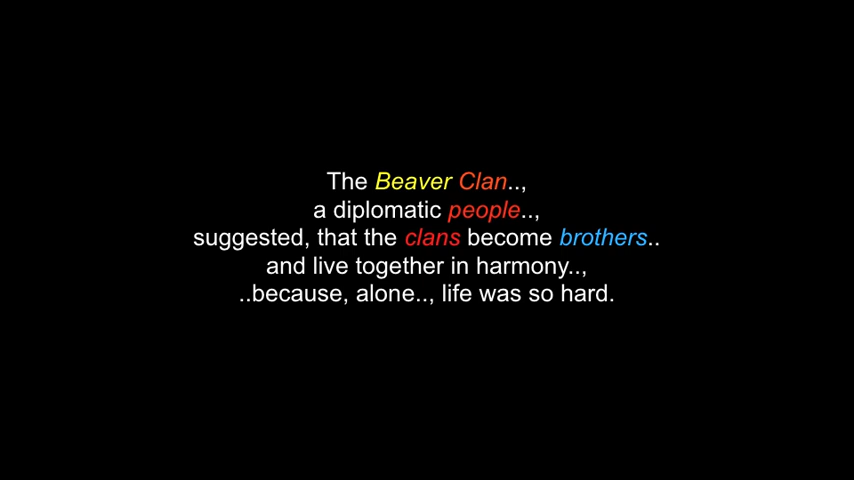 The Beaver Clan..,
a diplomatic people..,
suggested, that the clans become brothers..
and live together in harmony..,
..because, alone.., life was so hard.